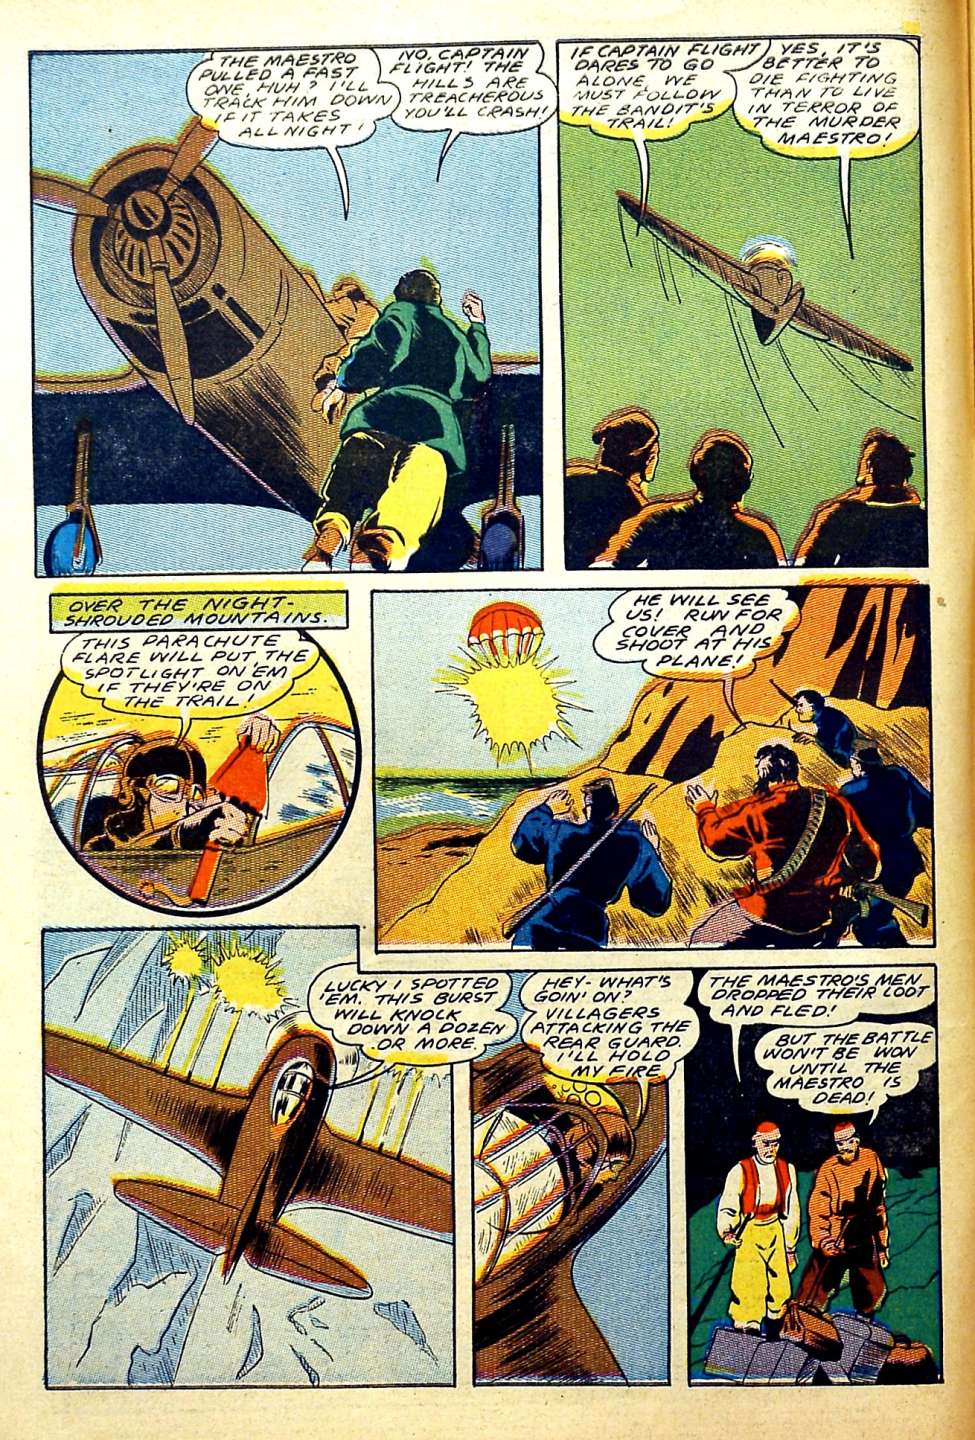 THE MAESTRO
PULLED A FAST
ONE, HUH? I'LL
TRACK HIM DOWN
IF IT TAKES
ALL NIGHT!
NO, CAPTAIN
FLIGHT! THE
HILLS ARE
TREACHEROUS
YOU'LL CRASH!
IF CAPTAIN FLIGHT
DARES TO GO
ALONE, WE
MUST FOLLOW
THE BANDIT'S
TRAIL!
YES, IT'S
BETTER TO
DIE FIGHTING
THAN TO LIVE
IN TERROR OF
THE MURDER
MAESTRO!
OVER THE NIGHT-
SHROUDED MOUNTAINS.
THIS PARACHUTE
FLARE WILL PUT THE
SPOTLIGHT ON 'EM
IF THEY'RE ON
THE TRAIL!
HE WILL SEE
US! RUN FOR
COVER AND
SHOOT AT HIS
PLANE!
LUCKY I SPOTTED
'EM. THIS BURST
WILL KNOCK
DOWN A DOZEN
OR MORE.
HEY- WHAT'S
GOIN' ON?
VILLAGERS
ATTACKING THE
REAR GUARD.
I'LL HOLD
MY FIRE
THE MAESTRO'S MEN
DROPPED THEIR LOOT
AND FLED!
BUT THE BATTLE
WON'T BE WON
UNTIL THE
MAESTRO IS
DEAD!